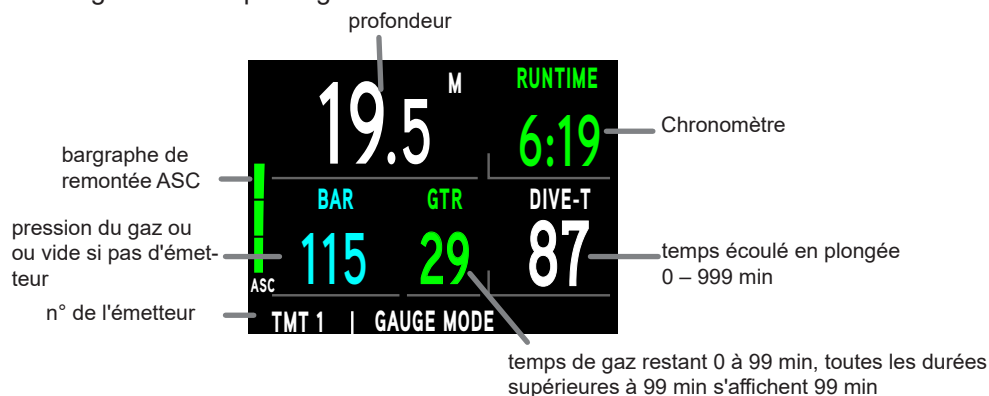 profondeur
M
RUNTIME
19.5
6:19
Chronomètre
bargraphe de
remontée ASC
BAR
GTR
DIVE-T
pression du gaz ou
ou vide si pas d'émet-
teur
115
29
87
temps écoulé en plongée
0 – 999 min
ASC
n° de l'émetteur
TMT 1 | GAUGE MODE
temps de gaz restant 0 à 99 min, toutes les durées
supérieures à 99 min s'affichent 99 min